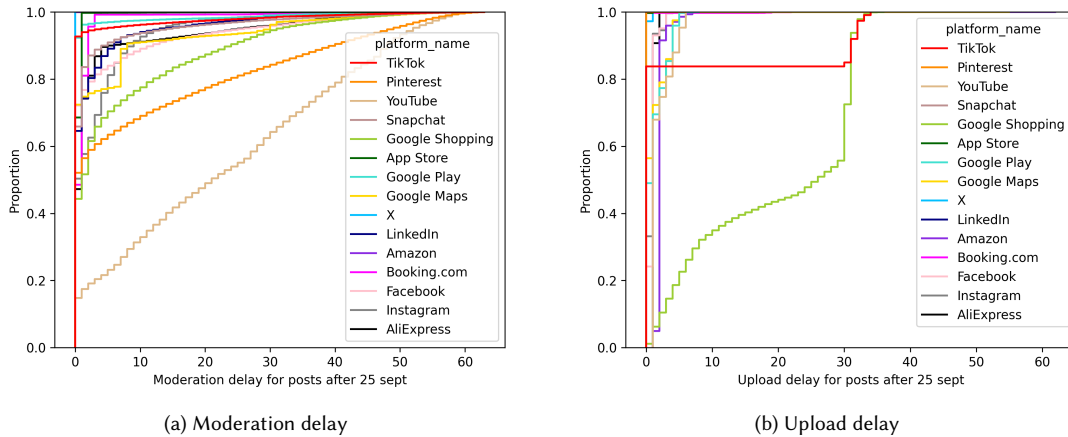 1.0
0.8
0.6
0.4
0.2
0.0
Proportion
0
10
20
30
40
50
60
Moderation delay for posts after 25 sept
platform_name
TikTok
Pinterest
YouTube
Snapchat
Google Shopping
App Store
Google Play
Google Maps
X
LinkedIn
Amazon
Booking.com
Facebook
Instagram
AliExpress
(a) Moderation delay
1.0
0.8
0.6
0.4
0.2
0.0
Proportion
0
10
20
30
40
50
60
Upload delay for posts after 25 sept
platform_name
TikTok
Pinterest
YouTube
Snapchat
Google Shopping
App Store
Google Play
Google Maps
X
LinkedIn
Amazon
Booking.com
Facebook
Instagram
AliExpress
(b) Upload delay